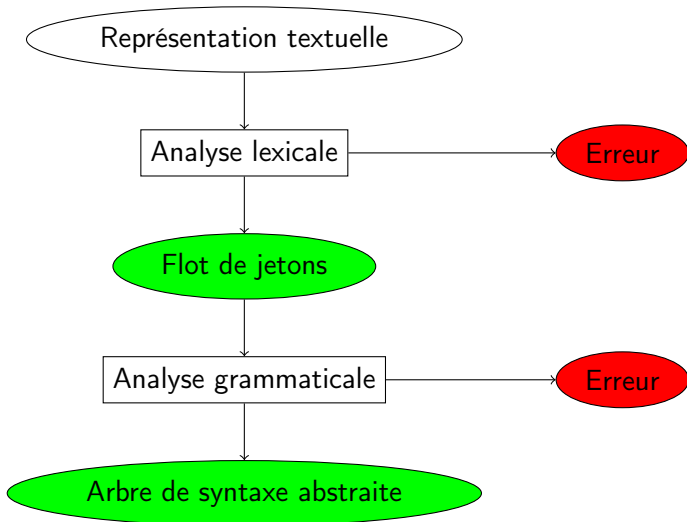 Représentation textuelle
Analyse lexicale
Erreur
Flot de jetons
Analyse grammaticale
Erreur
Arbre de syntaxe abstraite